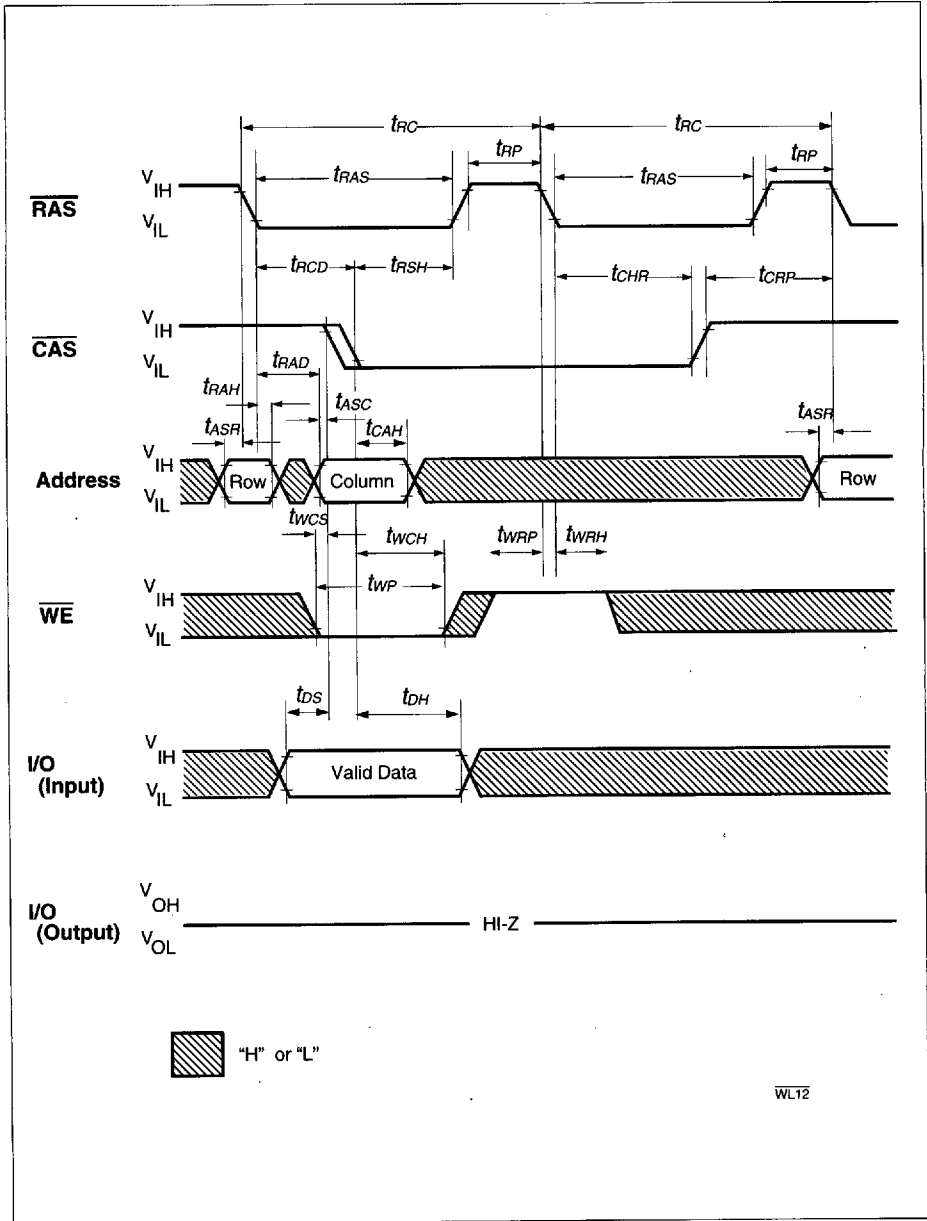 tRC tRC
tRP tRP
tRAS tRAS
RAS VIH
VIL
tRCD tRSH tCHR tCRP
CAS VIH
VIL
tRAD
tRAH tASC
tASR tCAH tASR
Address VIH
VIL
Row Column Row
tWCS
tWCH tWRP tWRH
tWP
WE VIH
VIL
tDS tDH
I/O
(Input)
VIH
VIL
Valid Data
I/O
(Output)
VOH
VOL
HI-Z
"H" or "L"
WL12